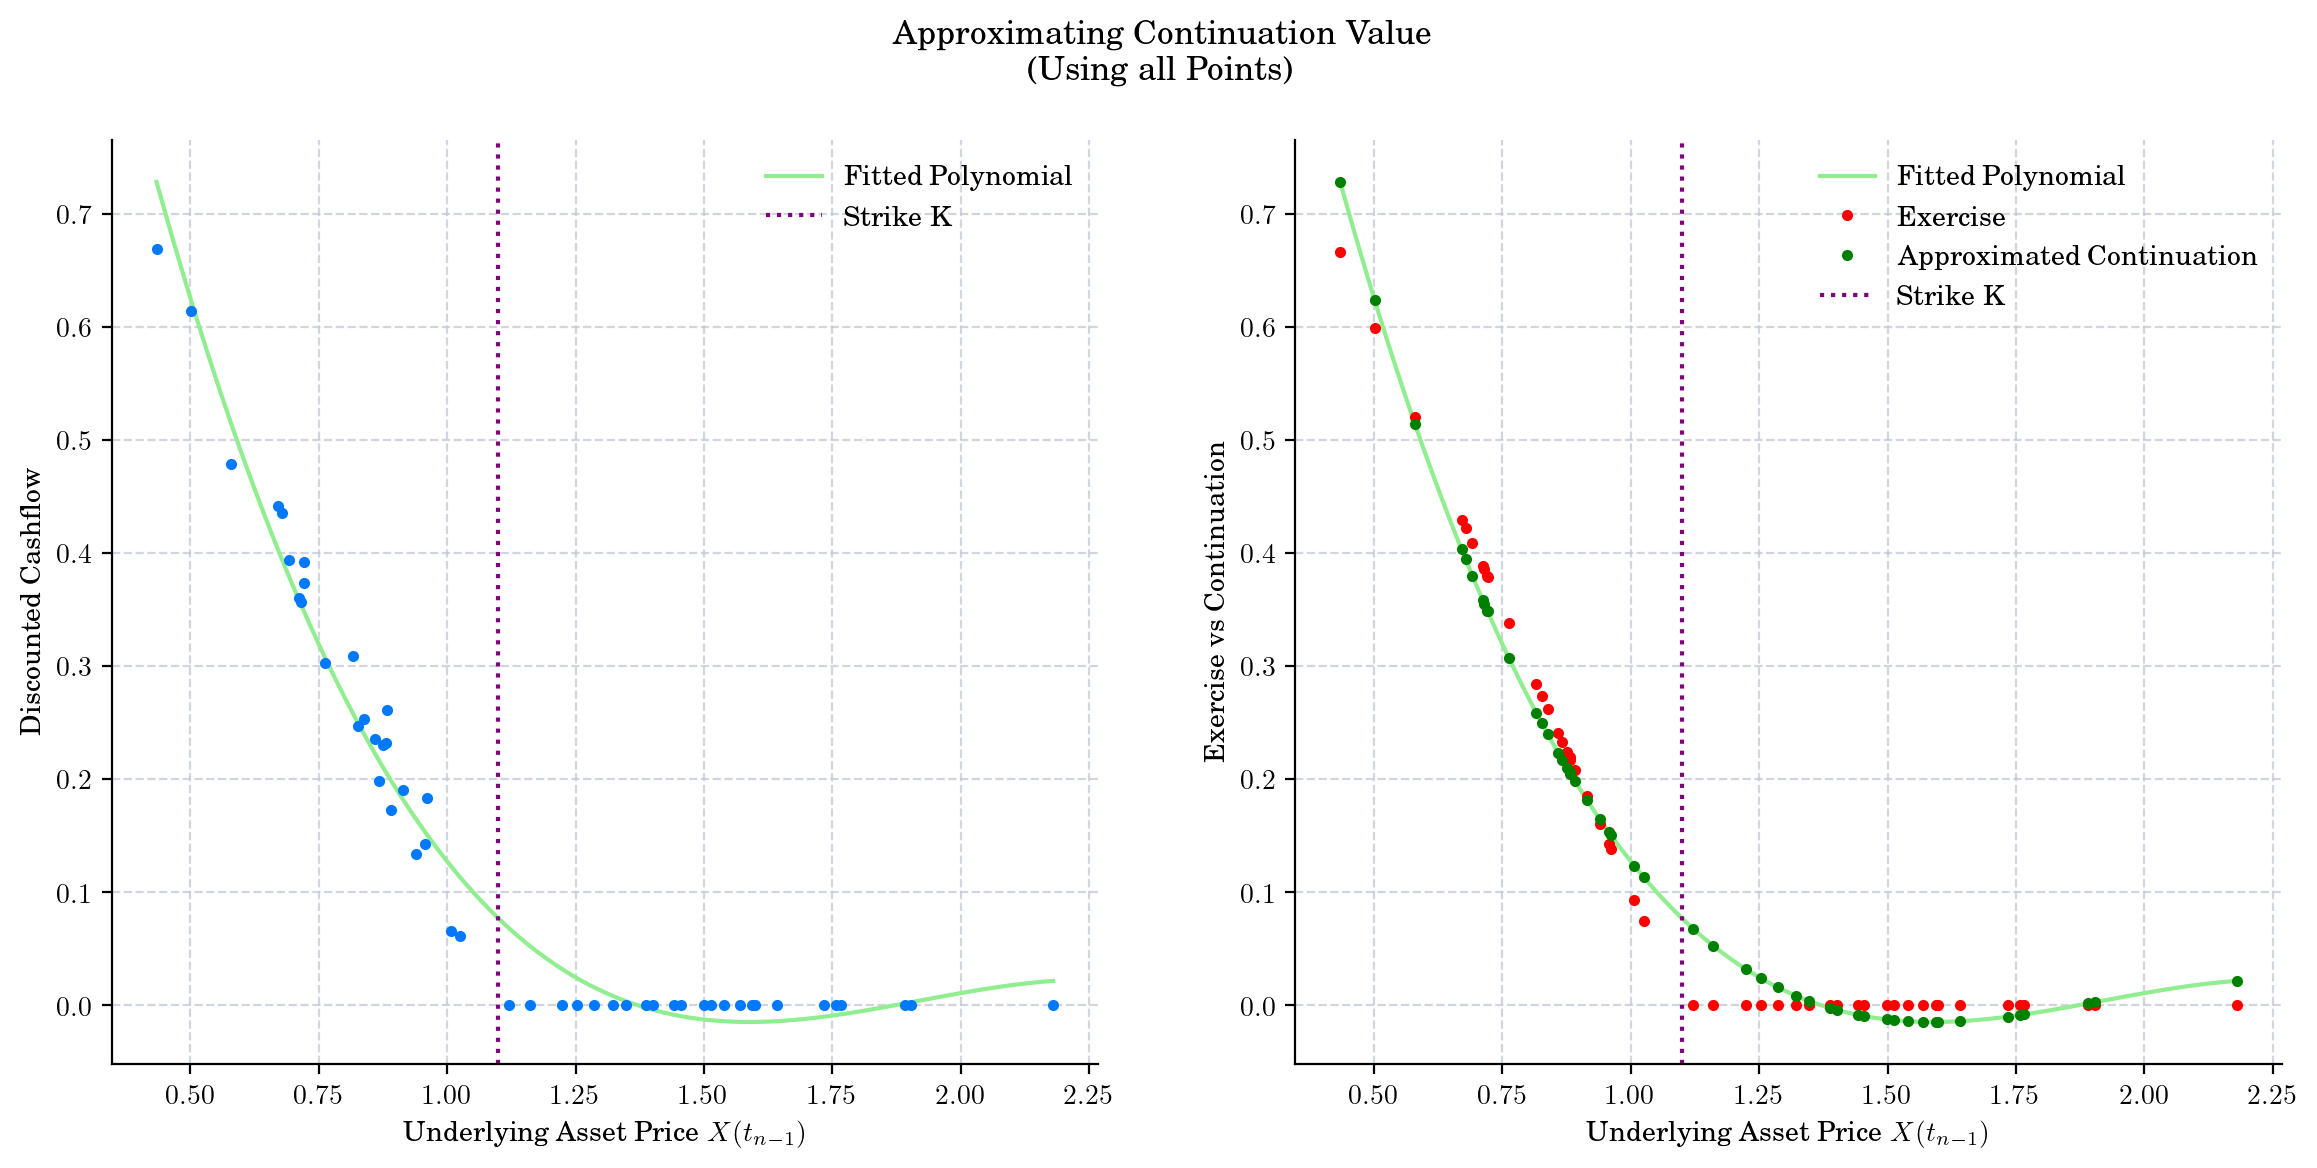 Approximating Continuation Value
(Using all Points)
Discounted Cashflow
0.7
0.6
0.5
0.4
0.3
0.2
0.1
0.0
0.50 0.75 1.00 1.25 1.50 1.75 2.00 2.25
Underlying Asset Price X(tₙ₋₁)
Fitted Polynomial
Strike K
Exercise vs Continuation
0.7
0.6
0.5
0.4
0.3
0.2
0.1
0.0
0.50 0.75 1.00 1.25 1.50 1.75 2.00 2.25
Underlying Asset Price X(tₙ₋₁)
Fitted Polynomial
Exercise
Approximated Continuation
Strike K